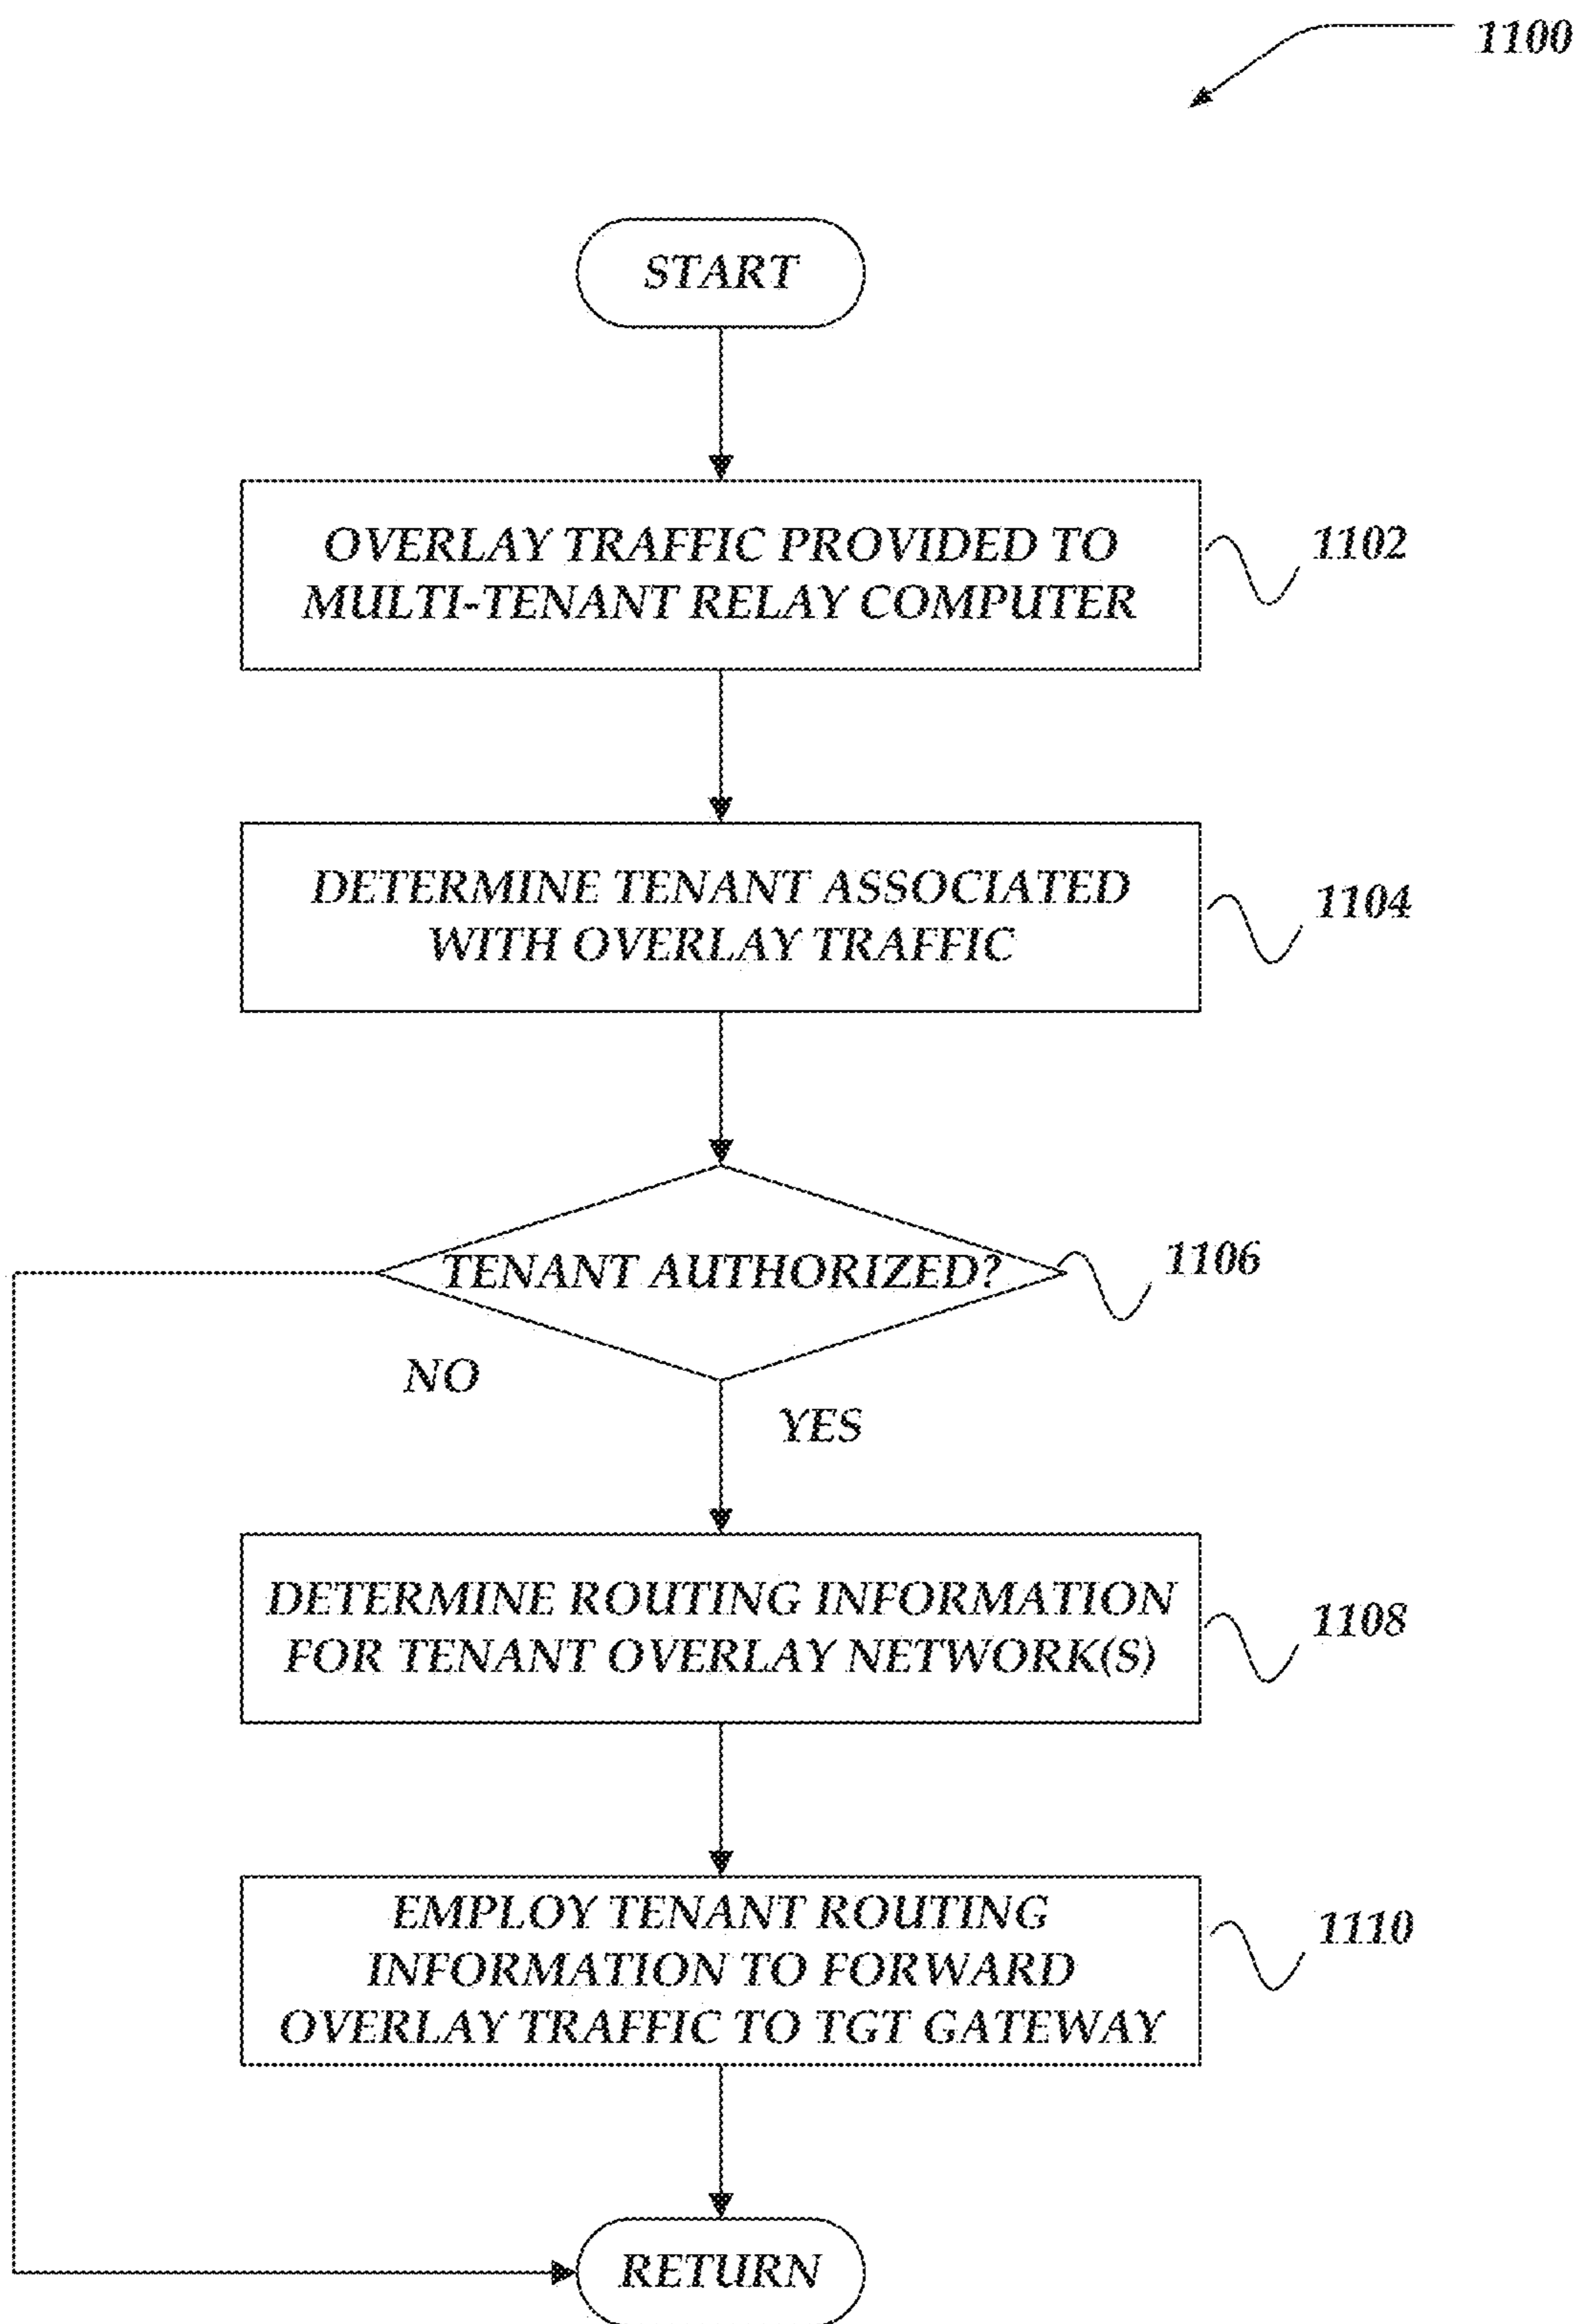 1100
START
OVERLAY TRAFFIC PROVIDED TO
MULTI-TENANT RELAY COMPUTER
1102
DETERMINE TENANT ASSOCIATED
WITH OVERLAY TRAFFIC
1104
TENANT AUTHORIZED?
1106
NO
YES
DETERMINE ROUTING INFORMATION
FOR TENANT OVERLAY NETWORK(S)
1108
EMPLOY TENANT ROUTING
INFORMATION TO FORWARD
OVERLAY TRAFFIC TO TGT GATEWAY
1110
RETURN